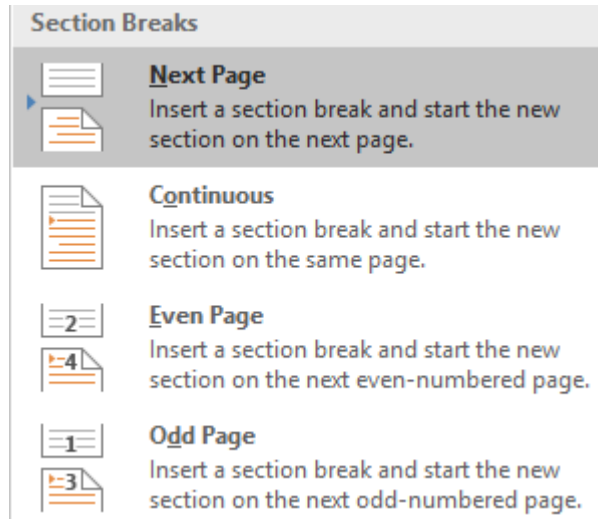 Section Breaks
Next Page
Insert a section break and start the new
section on the next page.
Continuous
Insert a section break and start the new
section on the same page.
2
Even Page
4
Insert a section break and start the new
section on the next even-numbered page.
1
Odd Page
3
Insert a section break and start the new
section on the next odd-numbered page.